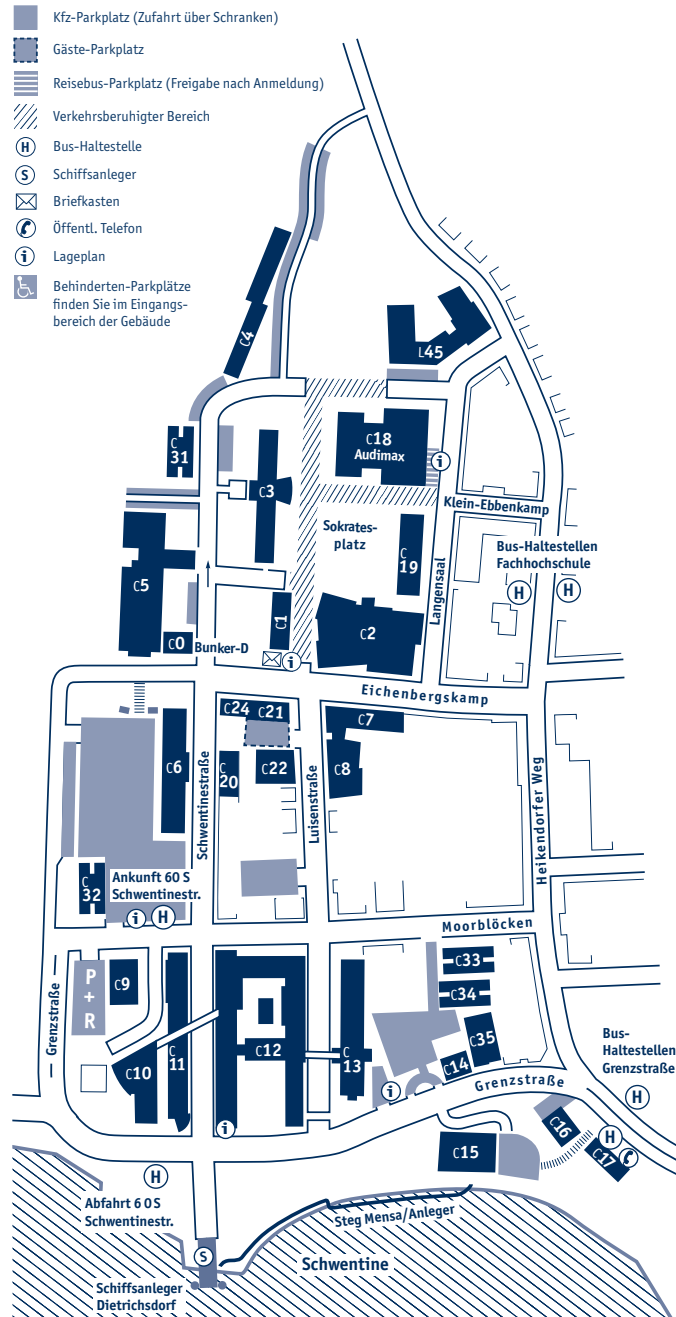 Kfz-Parkplatz (Zufahrt über Schranken)
Gäste-Parkplatz
Reisebus-Parkplatz (Freigabe nach Anmeldung)
Verkehrsberuhigter Bereich
H Bus-Haltestelle
S Schiffsanleger
Briefkasten
Öffentl. Telefon
i Lageplan
Behinderten-Parkplätze
finden Sie im Eingangs-
bereich der Gebäude
C4
L45
C18
Audimax
C
31
i
C3
Klein-Ebbenkamp
Sokrates-
platz
C
19
Bus-Haltestellen
Fachhochschule
H
H
C5
Langensaal
C1
C2
C0
Bunker-D
i
Eichenbergskamp
C24
C21
C7
C6
Schwentinestraße
C
20
C22
Luisenstraße
C8
Heikendorfer Weg
C
32
Ankunft 60 S
Schwentinestr.
i
H
Moorblöcken
C33
P
+
R
C9
C34
Grenzstraße
C35
C10
C
11
C12
C
13
C14
Bus-
Haltestellen
Grenzstraße
H
i
Grenzstraße
i
C16
H
C17
C15
H
Abfahrt 60S
Schwentinestr.
Steg Mensa/Anleger
S
Schwentine
Schiffsanleger
Dietrichsdorf